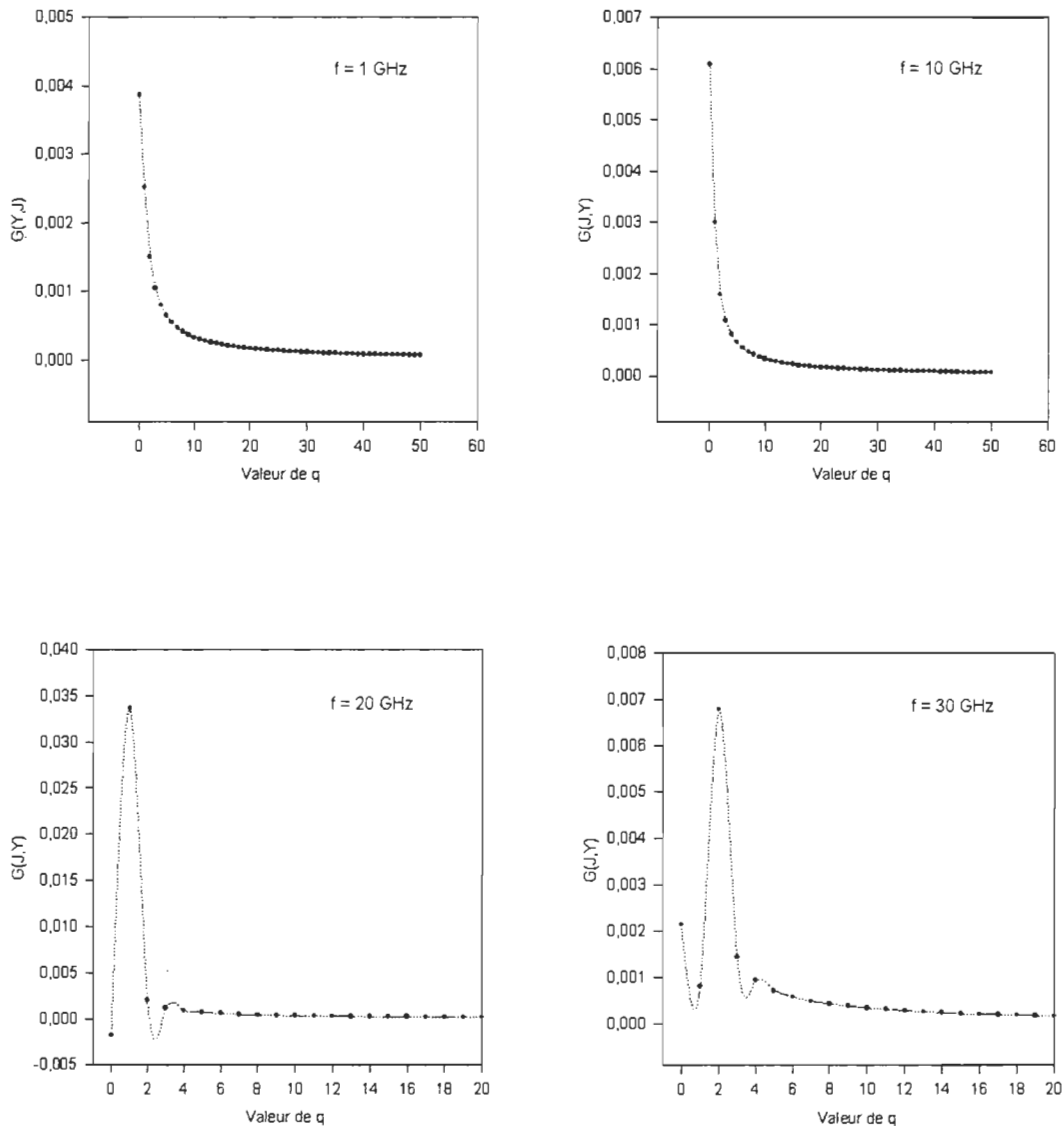 0,005
0,004
0,003
0,002
0,001
0,000
G(Y,J)
f = 1 GHz
0 10 20 30 40 50 60
Valeur de q
0,007
0,006
0,005
0,004
0,003
0,002
0,001
0,000
G(J,Y)
f = 10 GHz
0 10 20 30 40 50 60
Valeur de q
0,040
0,035
0,030
0,025
0,020
0,015
0,010
0,005
0,000
-0,005
G(J,Y)
f = 20 GHz
0 2 4 6 8 10 12 14 16 18 20
Valeur de q
0,008
0,007
0,006
0,005
0,004
0,003
0,002
0,001
0,000
G(J,Y)
f = 30 GHz
0 2 4 6 8 10 12 14 16 18 20
Valeur de q